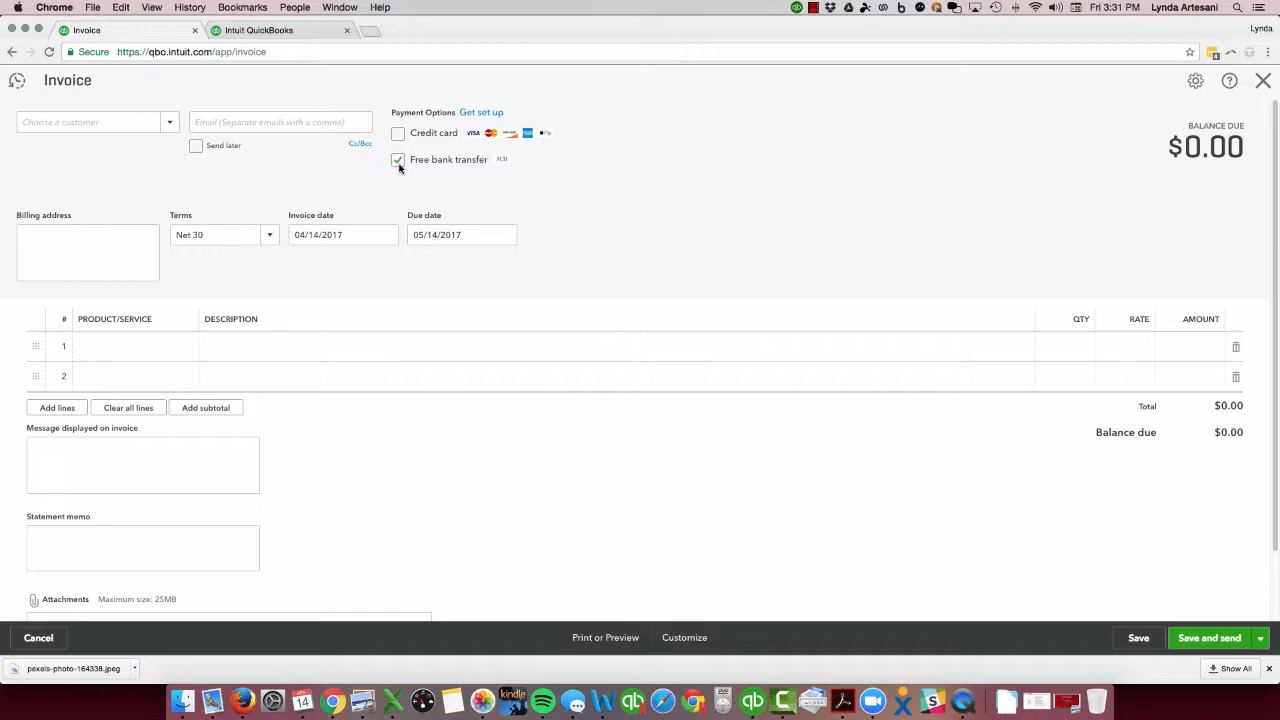 Chrome File Edit View History Bookmarks People Window Help Fri 3:31 PM Lynda Artesani
Invoice Intuit QuickBooks Lynda
Secure https://qbo.intuit.com/app/invoice
Invoice
Choose a customer Email (Separate emails with a comma)
Send later Cc/Bcc
Payment Options Get set up
Credit card VISA
Free bank transfer ACH
BALANCE DUE
$0.00
Billing address Terms Invoice date Due date
Net 30 04/14/2017 05/14/2017
# PRODUCT/SERVICE DESCRIPTION QTY RATE AMOUNT
1
2
Add lines Clear all lines Add subtotal Total $0.00
Balance due $0.00
Message displayed on invoice
Statement memo
Attachments Maximum size: 25MB
Cancel Print or Preview Customize Save Save and send
pexels-photo-164338.jpeg Show All
14 kindle